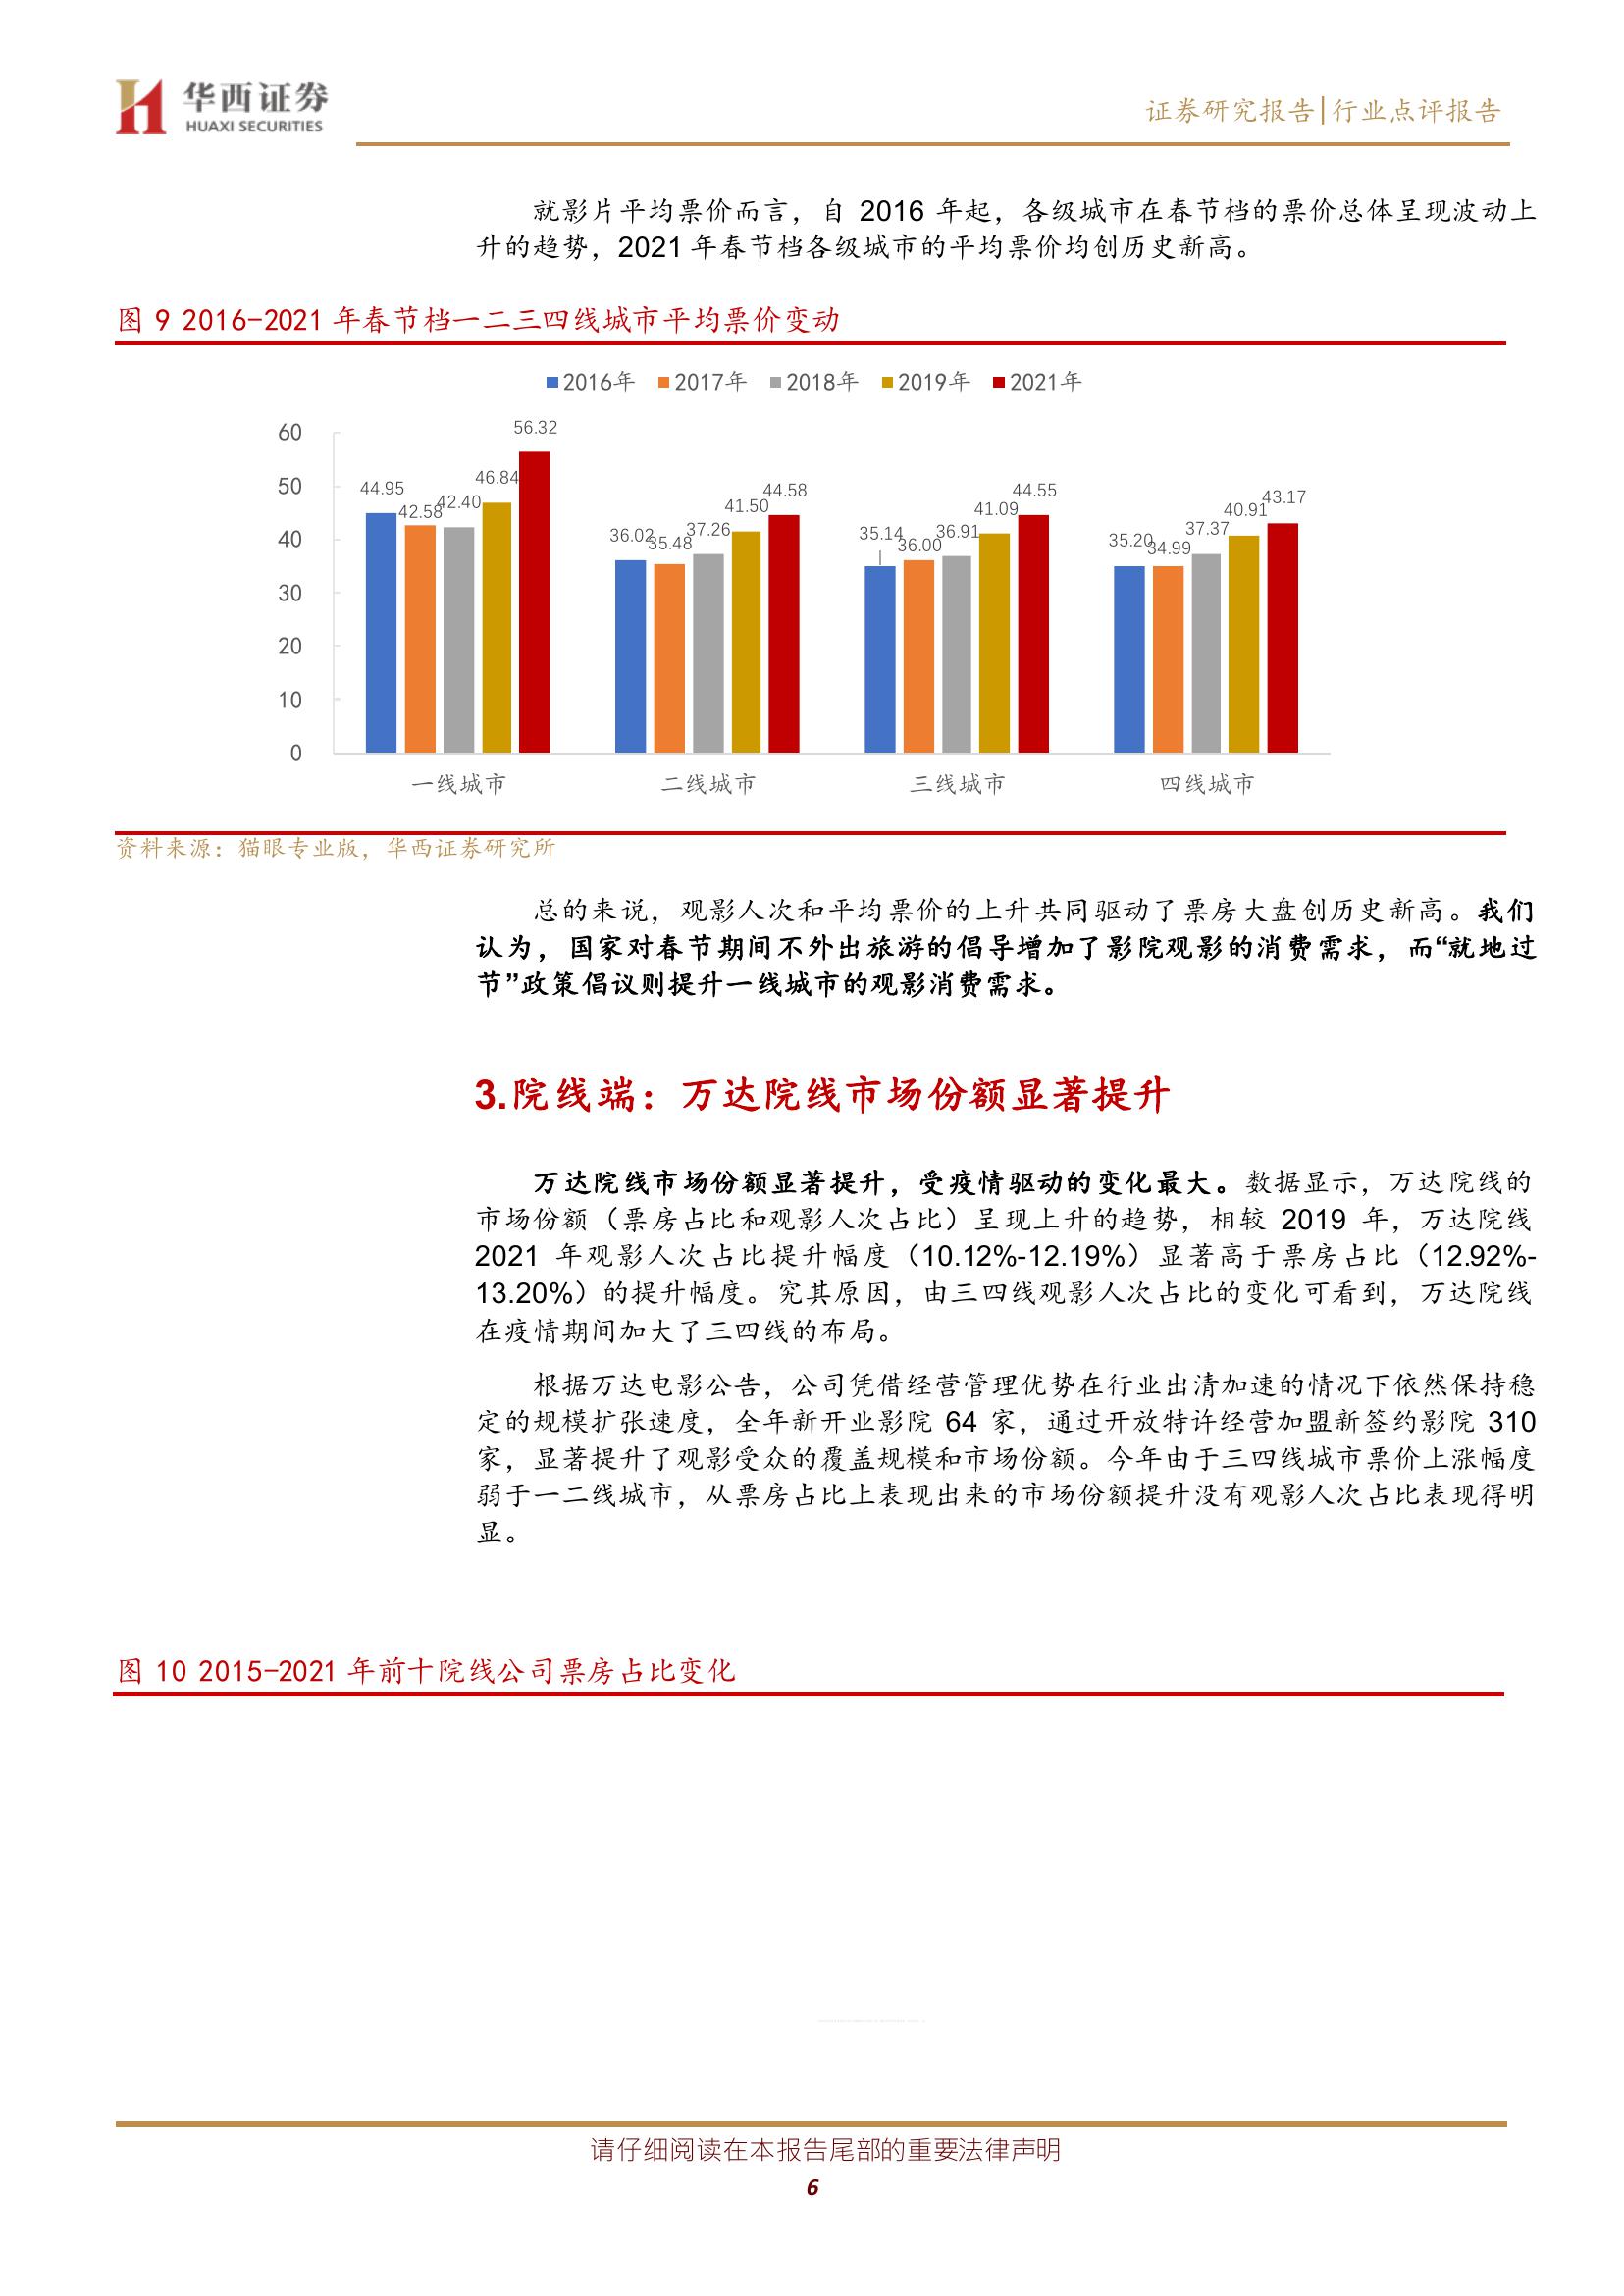 华西证券
HUAXI SECURITIES
证券研究报告|行业点评报告
就影片平均票价而言，自 2016 年起，各级城市在春节档的票价总体呈现波动上
升的趋势，2021 年春节档各级城市的平均票价均创历史新高。
图 9 2016-2021 年春节档一二三四线城市平均票价变动
2016年 2017年 2018年 2019年 2021年
60
50
40
30
20
10
0
44.95 42.58 42.40 46.84 56.32
36.02 35.48 37.26 41.50 44.58
35.14 36.00 36.91 41.09 44.55
35.20 34.99 37.37 40.91 43.17
一线城市 二线城市 三线城市 四线城市
资料来源：猫眼专业版，华西证券研究所
总的来说，观影人次和平均票价的上升共同驱动了票房大盘创历史新高。我们
认为，国家对春节期间不外出旅游的倡导增加了影院观影的消费需求，而“就地过
节”政策倡议则提升一线城市的观影消费需求。
3.院线端：万达院线市场份额显著提升
万达院线市场份额显著提升，受疫情驱动的变化最大。数据显示，万达院线的
市场份额（票房占比和观影人次占比）呈现上升的趋势，相较 2019 年，万达院线
2021 年观影人次占比提升幅度（10.12%-12.19%）显著高于票房占比（12.92%-
13.20%）的提升幅度。究其原因，由三四线观影人次占比的变化可看到，万达院线
在疫情期间加大了三四线的布局。
根据万达电影公告，公司凭借经营管理优势在行业出清加速的情况下依然保持稳
定的规模扩张速度，全年新开业影院 64 家，通过开放特许经营加盟新签约影院 310
家，显著提升了观影受众的覆盖规模和市场份额。今年由于三四线城市票价上涨幅度
弱于一二线城市，从票房占比上表现出来的市场份额提升没有观影人次占比表现得明
显。
图 10 2015-2021 年前十院线公司票房占比变化
请仔细阅读在本报告尾部的重要法律声明
6